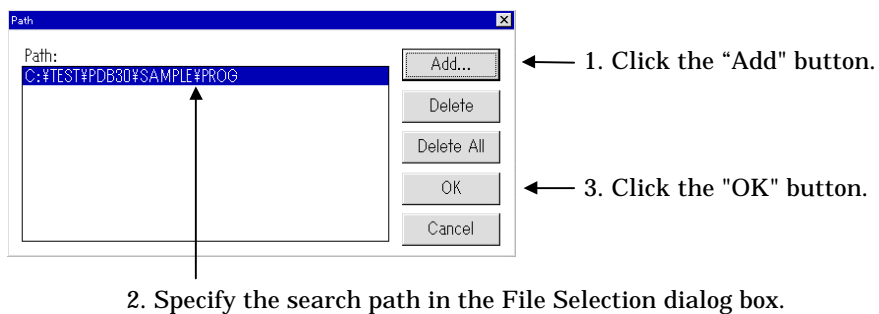 Path
Path:
C:¥TEST¥PDB30¥SAMPLE¥PROG
Add...
1. Click the “Add” button.
Delete
Delete All
OK
3. Click the "OK" button.
Cancel
2. Specify the search path in the File Selection dialog box.